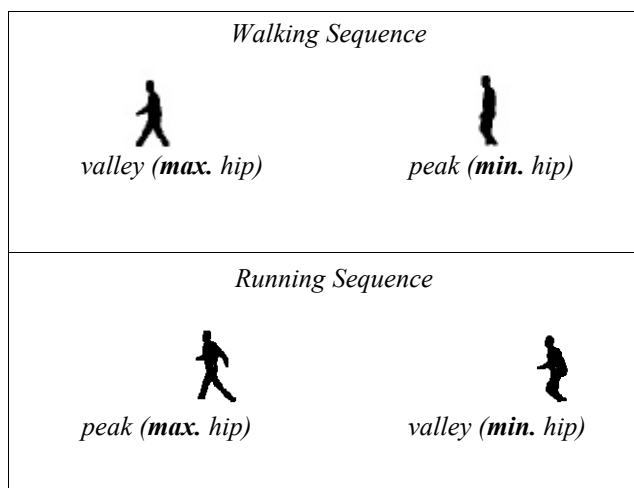 Walking Sequence
valley (max. hip) peak (min. hip)
Running Sequence
peak (max. hip) valley (min. hip)